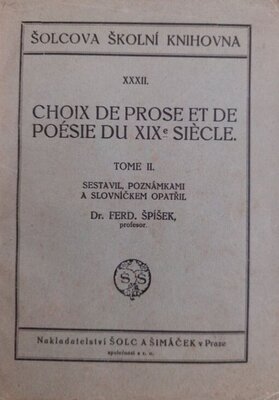 ŠOLCOVA ŠKOLNÍ KNIHOVNA
XXXII.
CHOIX DE PROSE ET DE
POÉSIE DU XIXe SIÈCLE.
TOME II.
SESTAVIL, POZNÁMKAMI
A SLOVNÍČKEM OPATŘIL
Dr. FERD. ŠPÍŠEK,
profesor.
Š Š
Nakladatelství ŠOLC A ŠIMÁČEK v Praze
společnost s r. o.